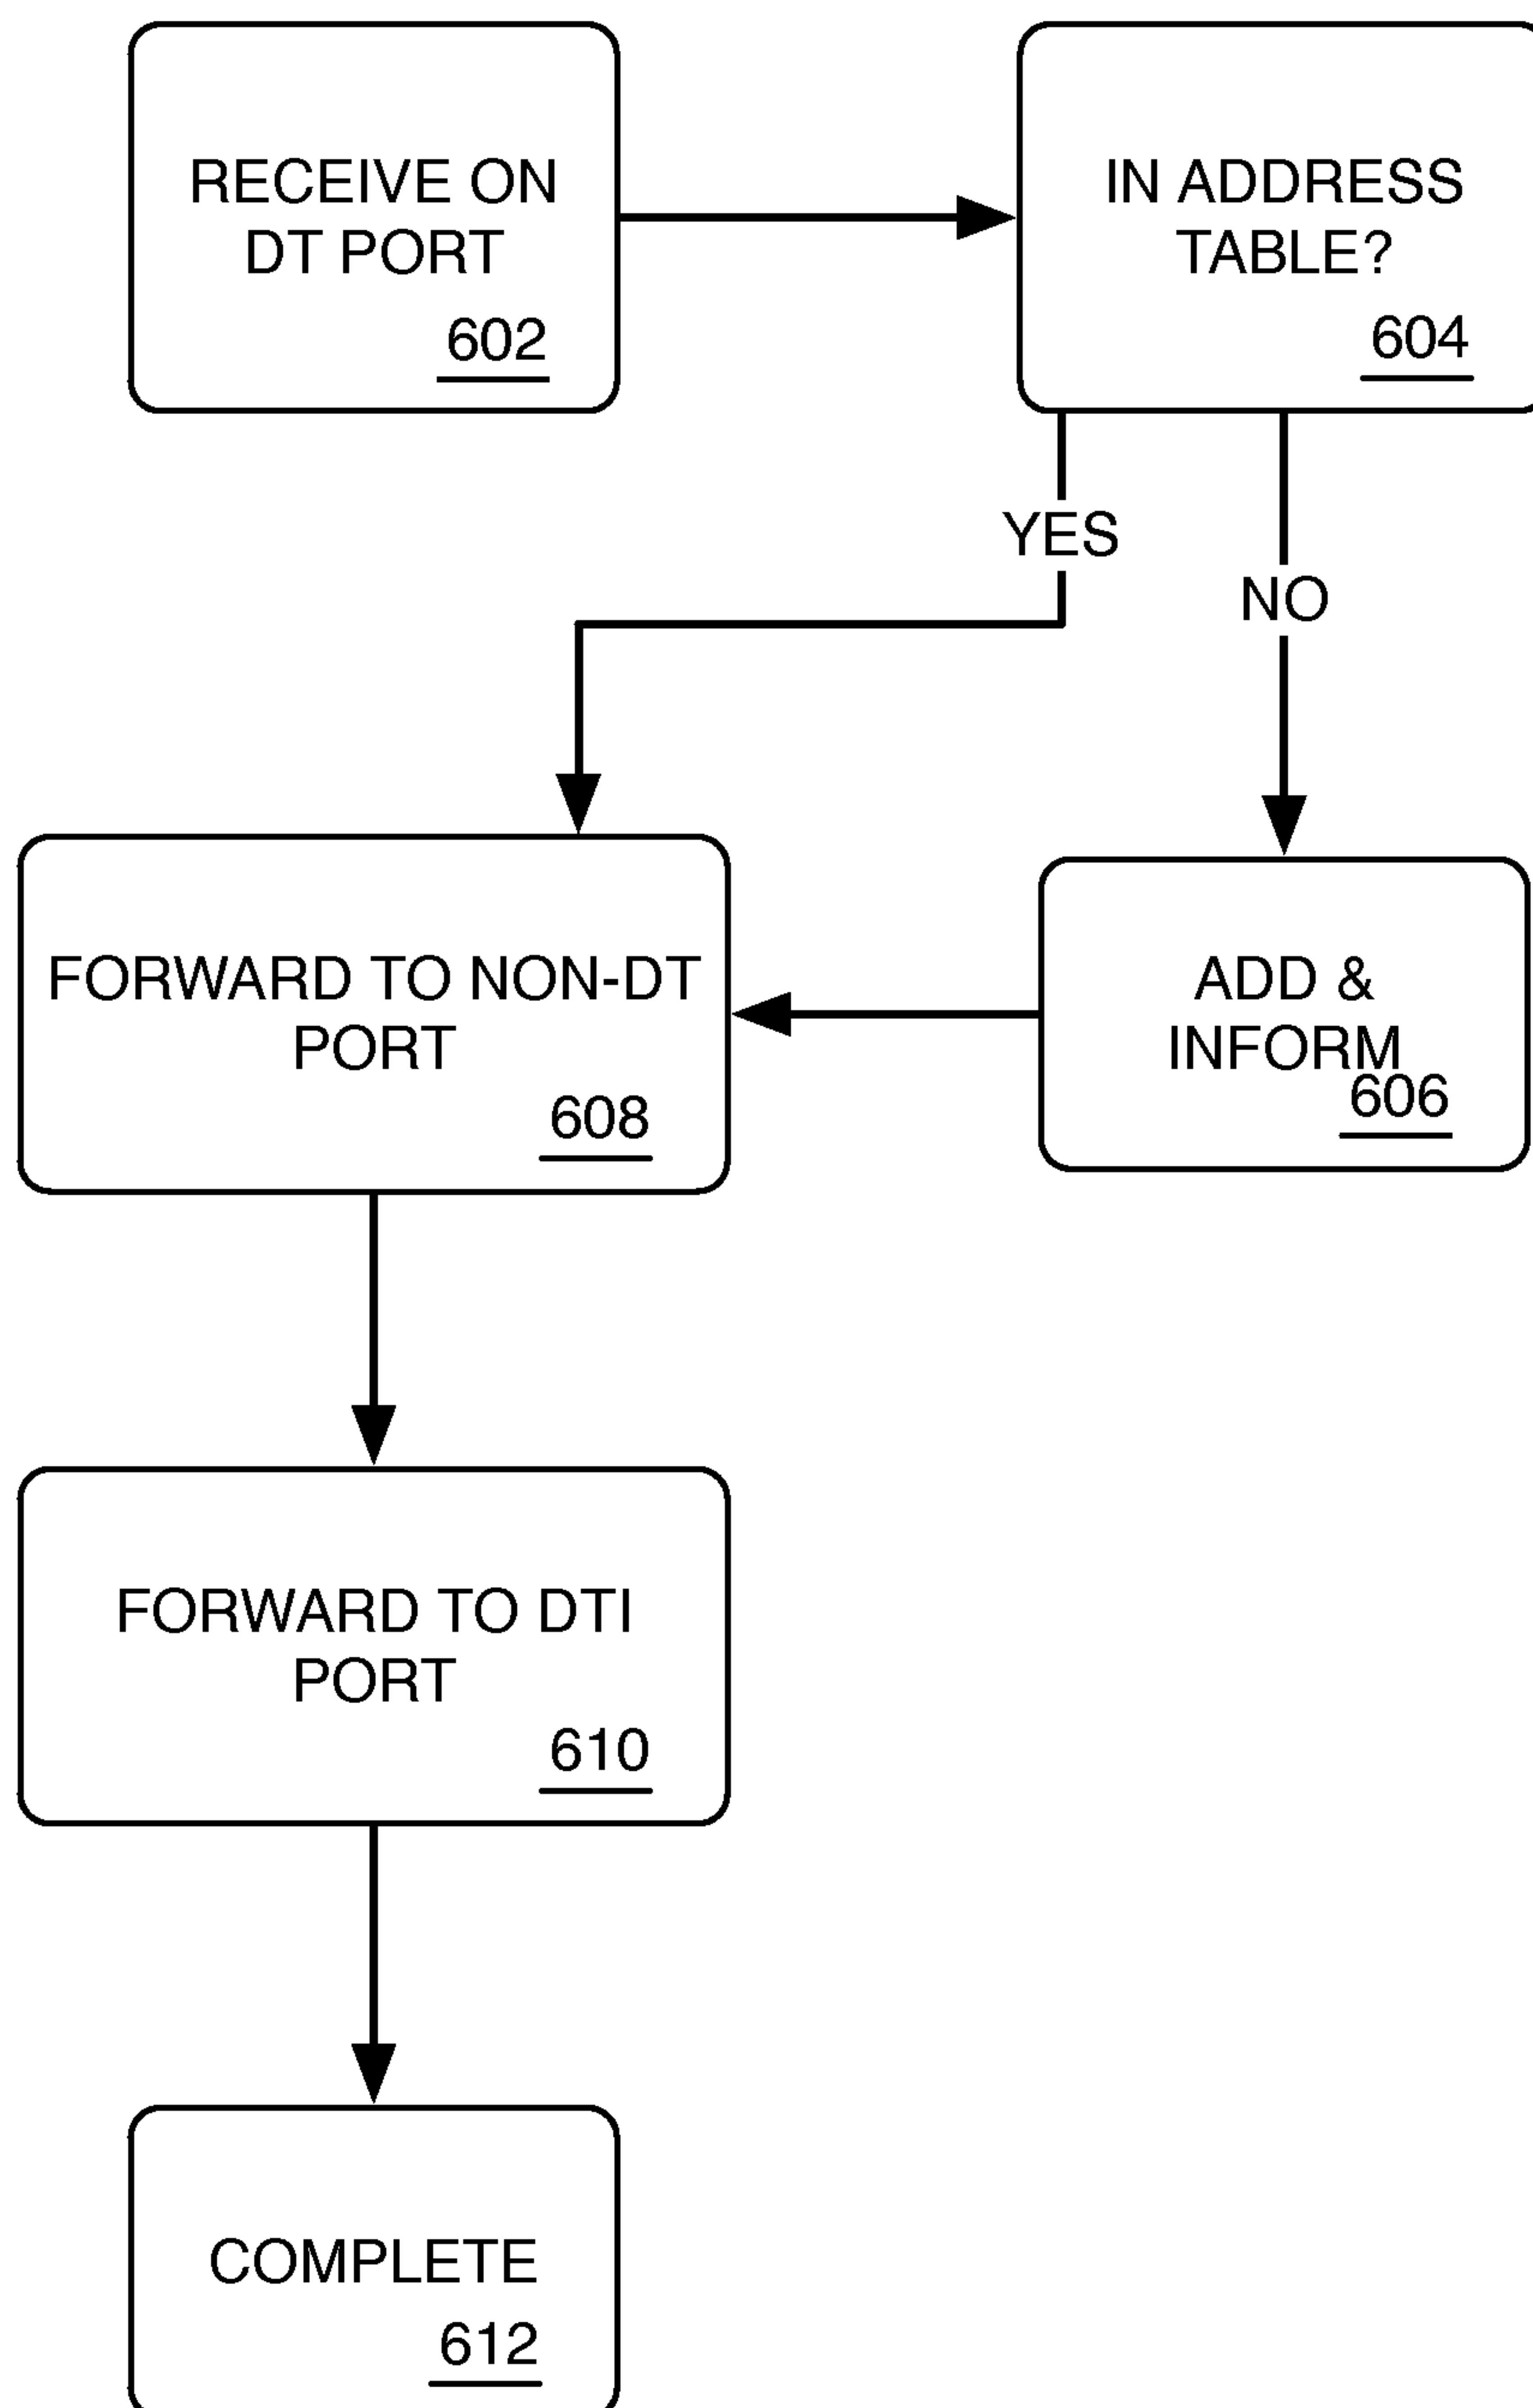 RECEIVE ON
DT PORT
602
IN ADDRESS
TABLE?
604
YES
NO
FORWARD TO NON-DT
PORT
608
ADD &
INFORM
606
FORWARD TO DTI
PORT
610
COMPLETE
612